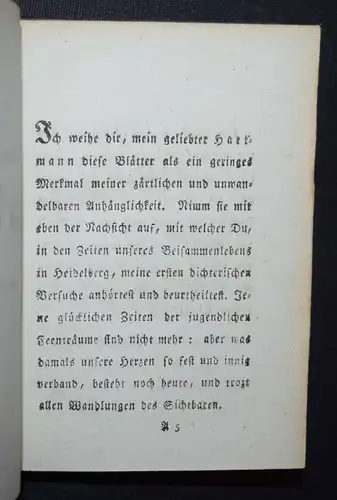 Ich weihe dir, mein geliebter Hart-
mann diese Blätter als ein geringes
Merkmal meiner zärtlichen und unwan-
delbaren Anhänglichkeit. Nimm sie mit
eben der Nachsicht auf, mit welcher Du,
in den Zeiten unseres Beisammenlebens
in Heidelberg, meine ersten dichterischen
Versuche anhörtest und beurtheiltest. Je-
ne glücklichen Zeiten der jugendlichen
Feenträume sind nicht mehr: aber was
damals unsere Herzen so fest und innig
verband, besteht noch heute, und trozt
allen Wandlungen des Sichtbaren.
A 5